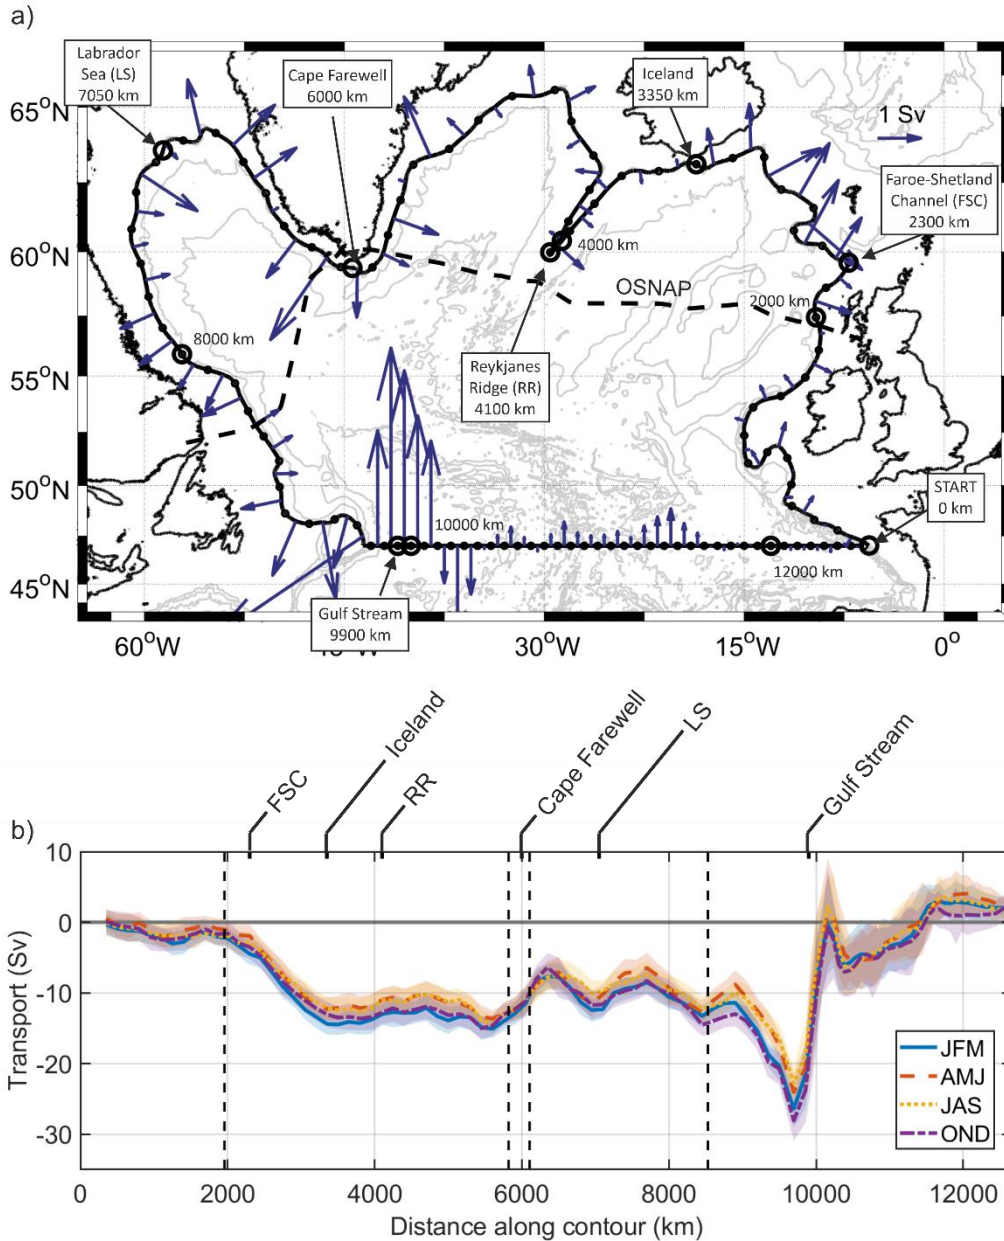 a)
Labrador
Sea (LS)
7050 km
Cape Farewell
6000 km
Iceland
3350 km
1 Sv
Faroe-Shetland
Channel (FSC)
2300 km
65°N
60°N
55°N
50°N
45°N
4000 km
OSNAP
2000 km
8000 km
Reykjanes
Ridge (RR)
4100 km
START
0 km
10000 km
12000 km
Gulf Stream
9900 km
60°W
30°W
15°W
0°
b)
FSC
Iceland
RR
Cape Farewell
LS
Gulf Stream
10
0
-10
-20
-30
Transport (Sv)
JFM
AMJ
JAS
OND
0
2000
4000
6000
8000
10000
12000
Distance along contour (km)